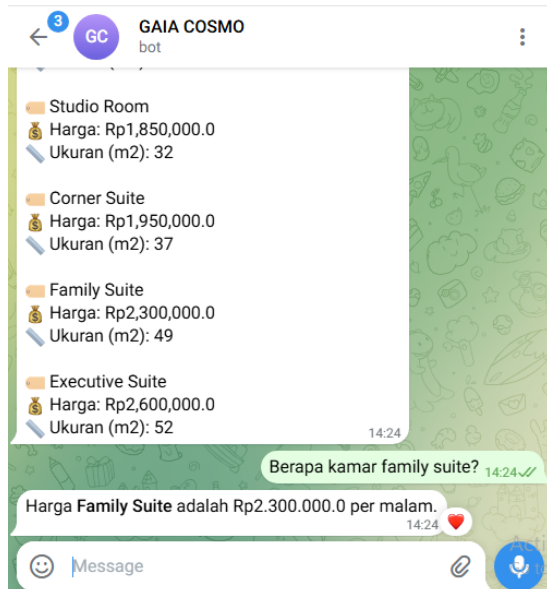 3
GC
GAIA COSMO
bot
Studio Room
Harga: Rp1,850,000.0
Ukuran (m2): 32
Corner Suite
Harga: Rp1,950,000.0
Ukuran (m2): 37
Family Suite
Harga: Rp2,300,000.0
Ukuran (m2): 49
Executive Suite
Harga: Rp2,600,000.0
Ukuran (m2): 52
14:24
Berapa kamar family suite? 14:24
Harga Family Suite adalah Rp2.300.000.0 per malam.
14:24
Message